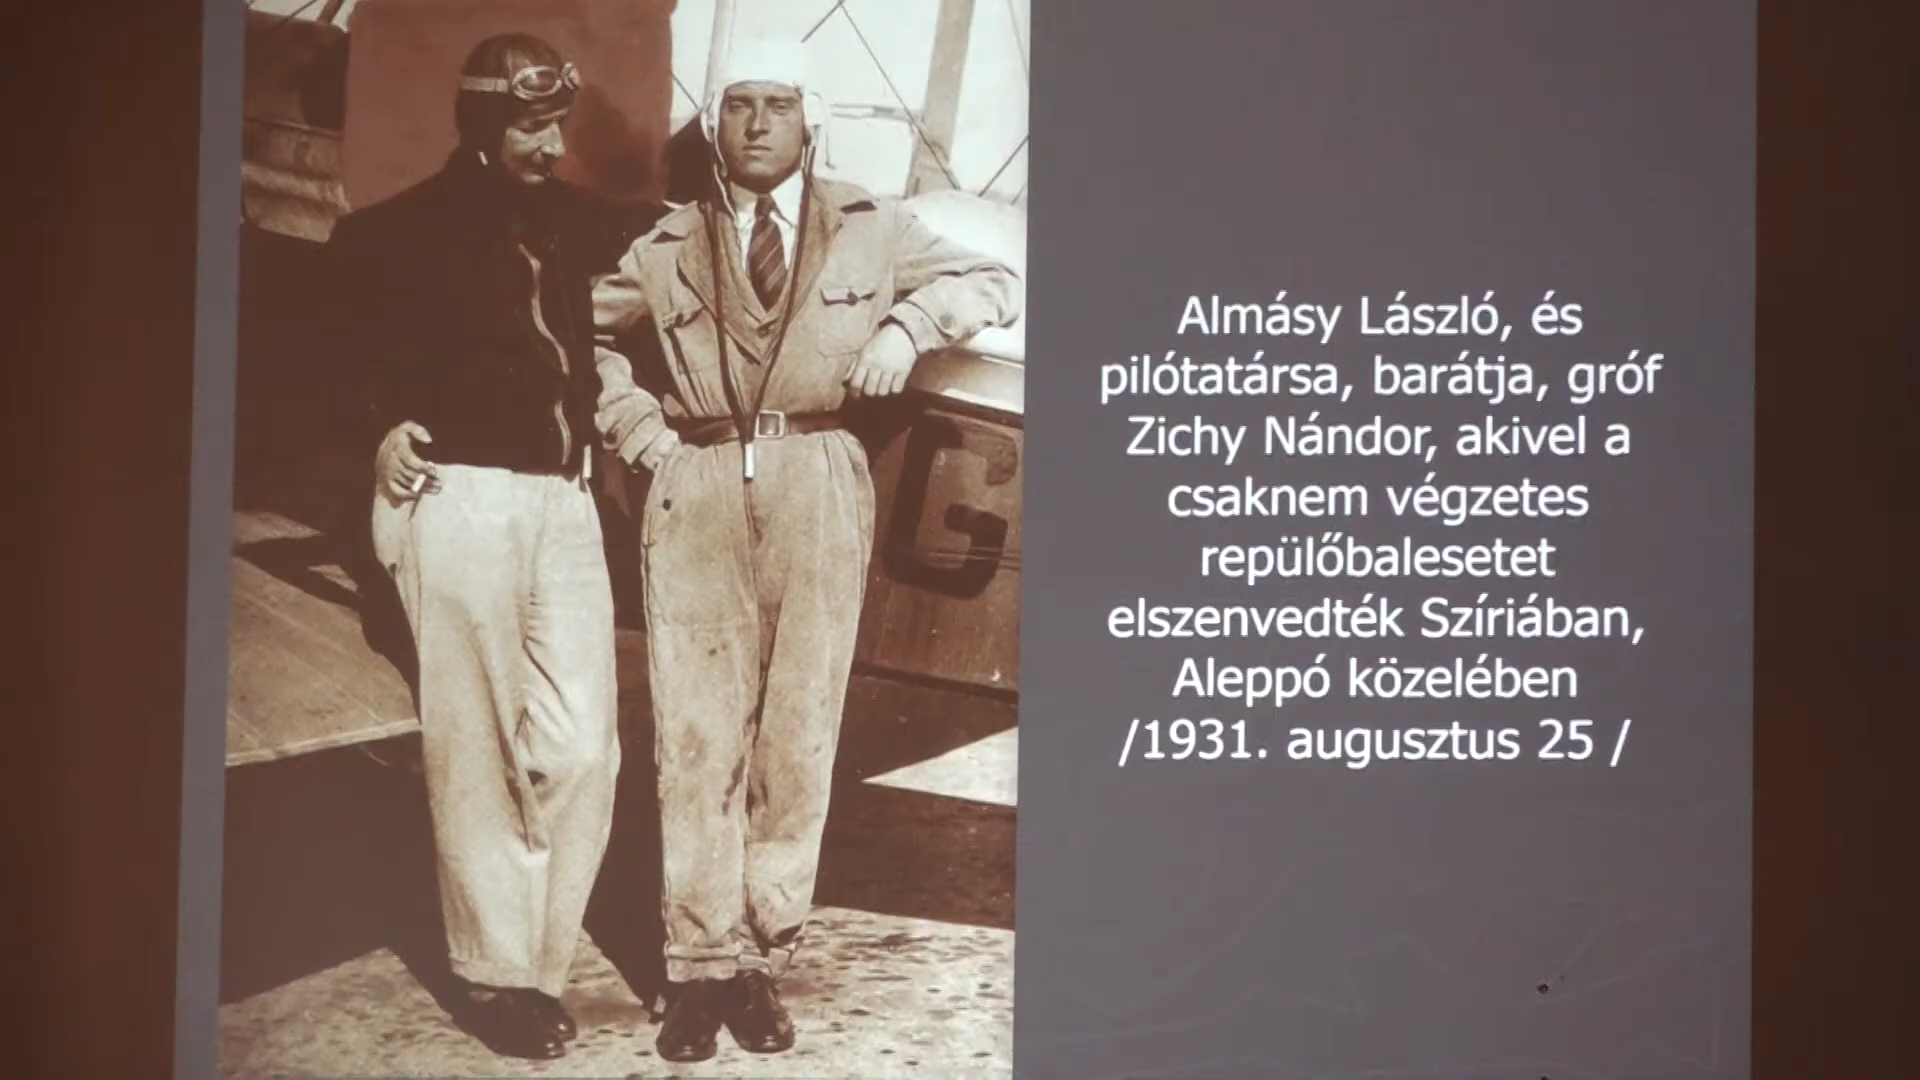 Almásy László, és
pilótatársa, barátja, gróf
Zichy Nándor, akivel a
csaknem végzetes
repülőbalesetet
elszenvedték Szíriában,
Aleppó közelében
/1931. augusztus 25 /
G